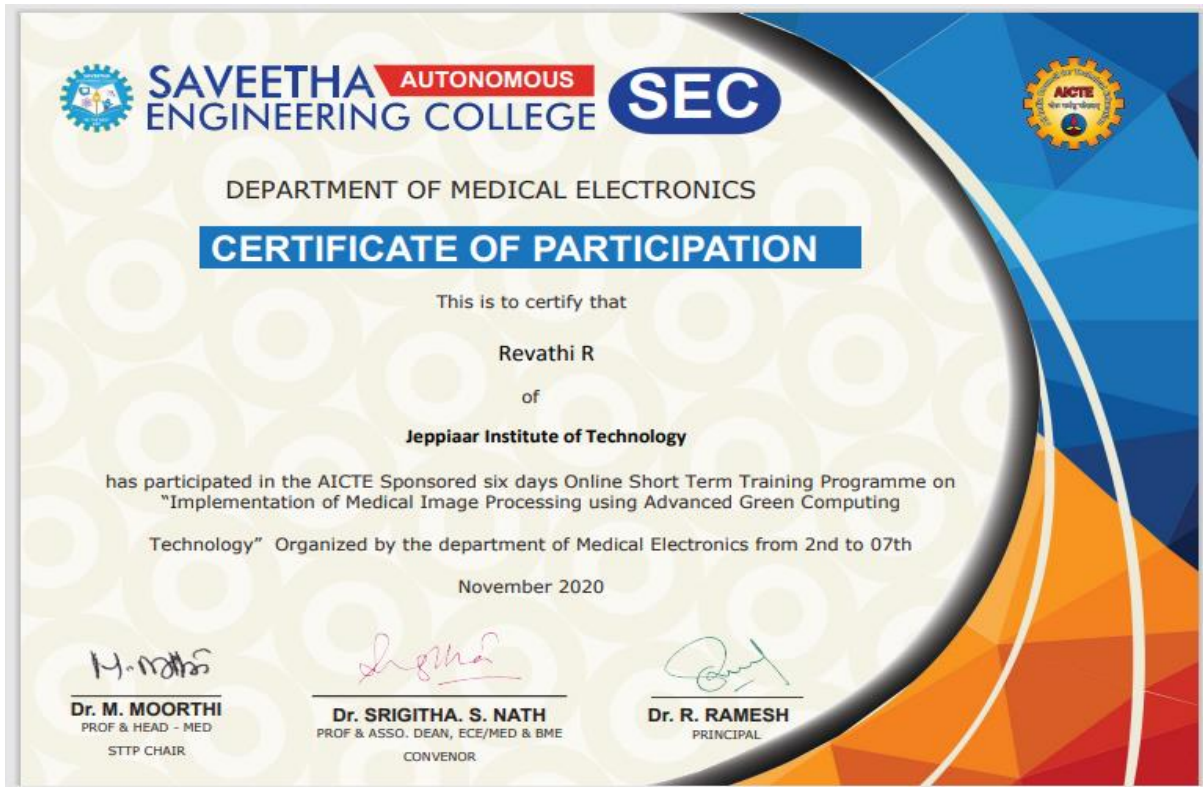 SAVEETHA AUTONOMOUS
ENGINEERING COLLEGE
SEC
AICTE
DEPARTMENT OF MEDICAL ELECTRONICS
CERTIFICATE OF PARTICIPATION
This is to certify that
Revathi R
of
Jeppiaar Institute of Technology
has participated in the AICTE Sponsored six days Online Short Term Training Programme on
"Implementation of Medical Image Processing using Advanced Green Computing
Technology" Organized by the department of Medical Electronics from 2nd to 07th
November 2020
Dr. M. MOORTHI
PROF & HEAD - MED
STTP CHAIR
Dr. SRIGITHA. S. NATH
PROF & ASSO. DEAN, ECE/MED & BME
CONVENOR
Dr. R. RAMESH
PRINCIPAL